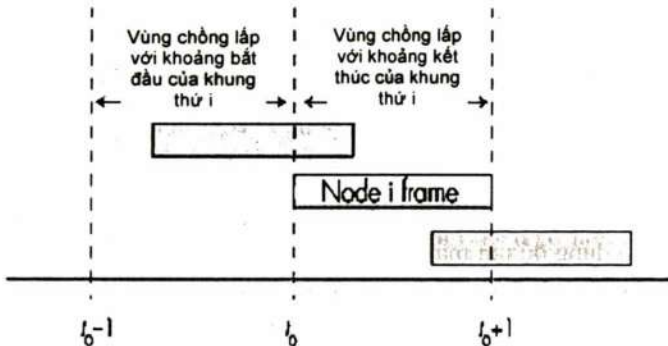 Vùng chồng lấp
với khoảng bắt
đầu của khung
thứ i
Vùng chồng lấp
với khoảng kết
thúc của khung
thứ i
Node i frame
t₀-1
t₀
t₀+1